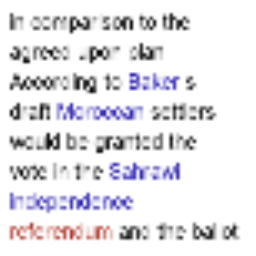 in comparison to the
agreed upon plan
According to Baker s
draft Moroccan settlers
would be granted the
vote in the Sahrawi
independence
referendum and the ballot